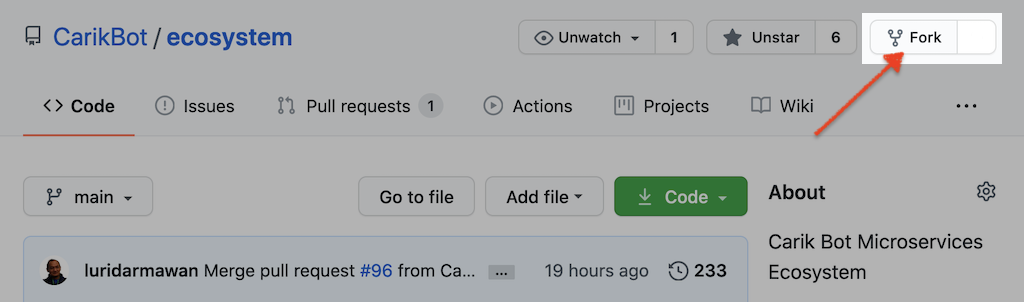 CarikBot / ecosystem
Unwatch 1
Unstar 6
Fork
Code
Issues
Pull requests 1
Actions
Projects
Wiki
...
main
Go to file
Add file
Code
luridarmawan Merge pull request #96 from Ca... ... 19 hours ago 233
About
Carik Bot Microservices
Ecosystem